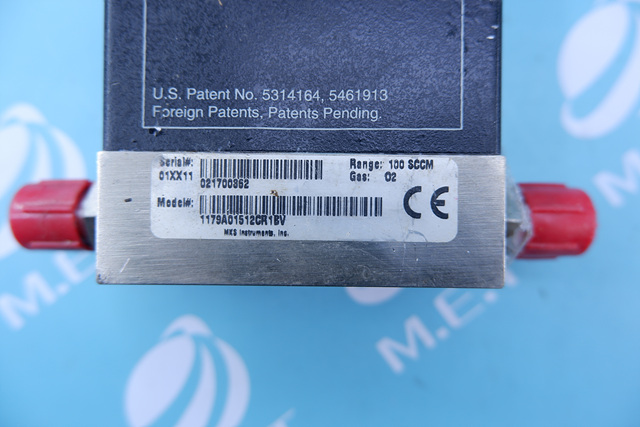 U.S. Patent No. 5314164, 5461913
Foreign Patents, Patents Pending.
Serial#: Range: 100 SCCM
01XX11 021700352 Gas: O2
Model#: CE
1179A01512CR1BV
MKS Instruments, Inc.
M.E.T
M.E.T